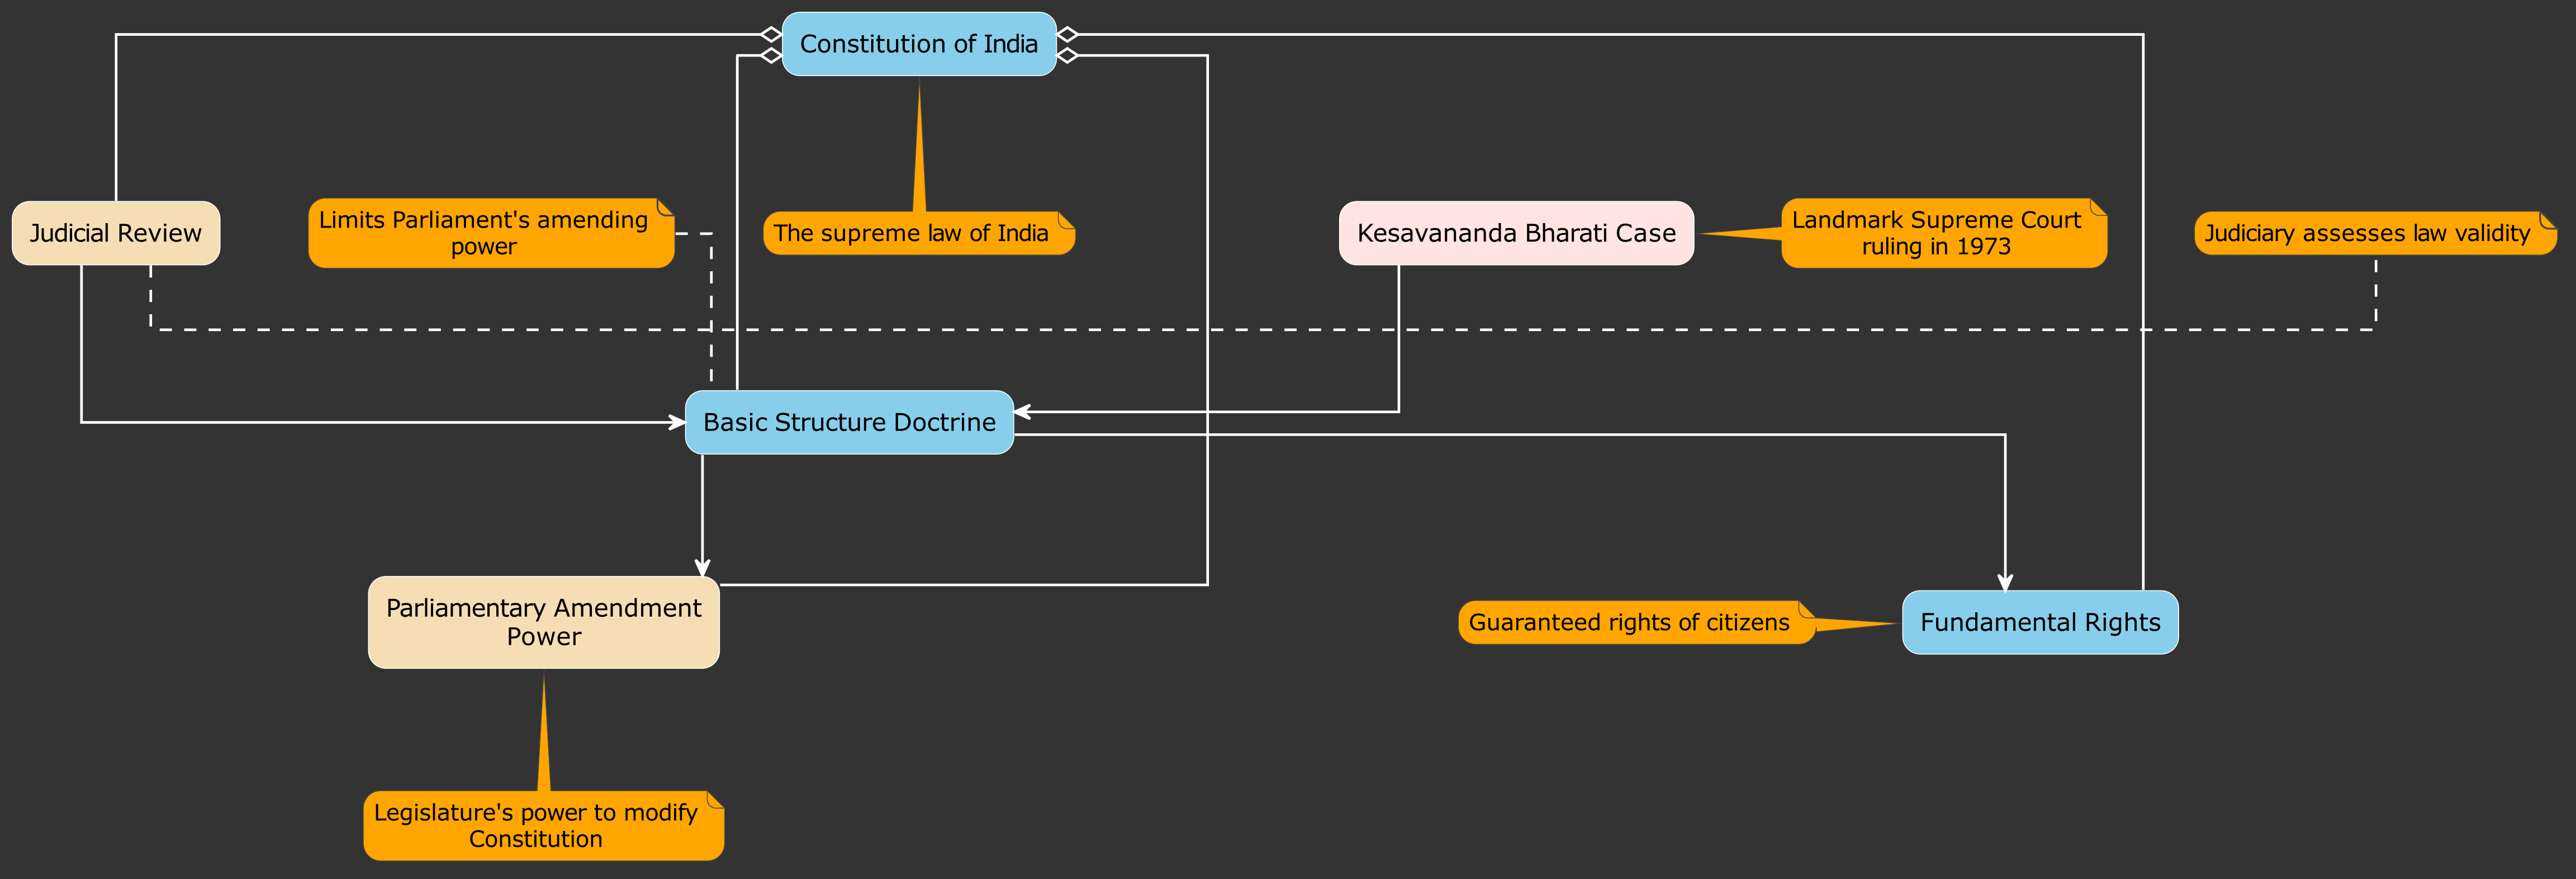 Constitution of India
Judicial Review
Limits Parliament's amending
power
The supreme law of India
Kesavananda Bharati Case
Landmark Supreme Court
ruling in 1973
Judiciary assesses law validity
Basic Structure Doctrine
Parliamentary Amendment
Power
Guaranteed rights of citizens
Fundamental Rights
Legislature's power to modify
Constitution